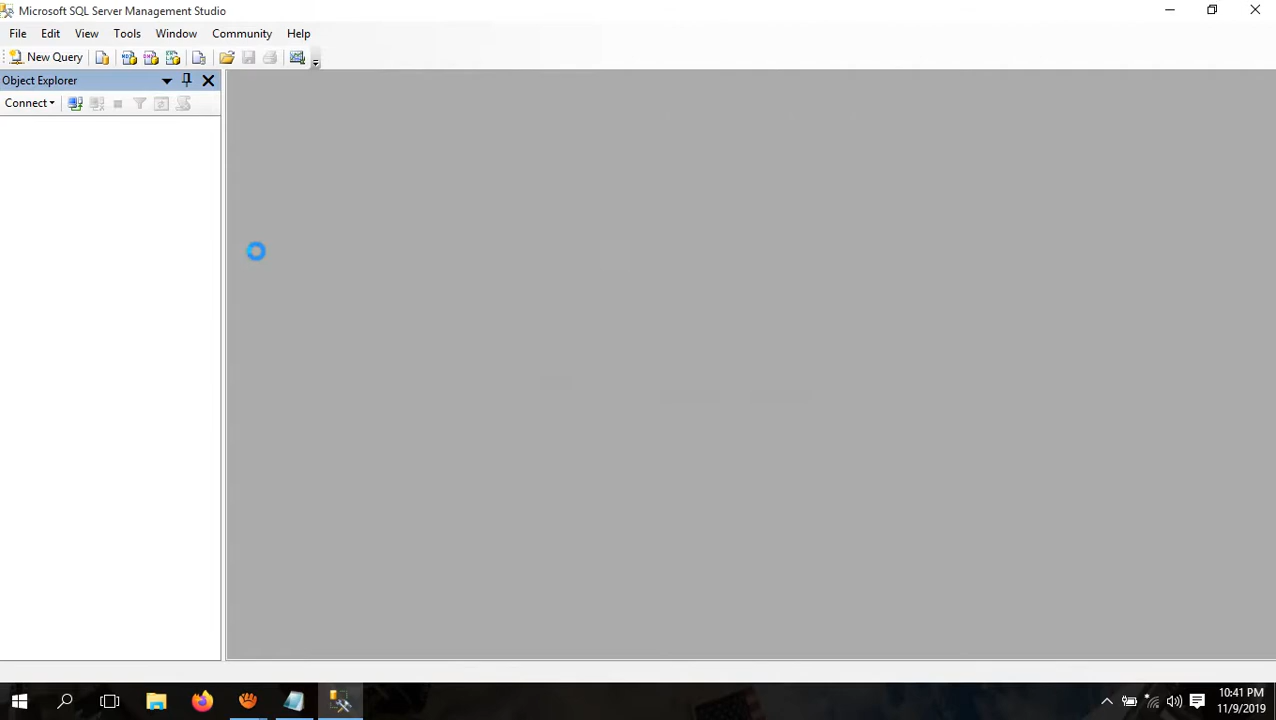 Microsoft SQL Server Management Studio
File Edit View Tools Window Community Help
New Query
Object Explorer
Connect
10:41 PM
11/9/2019